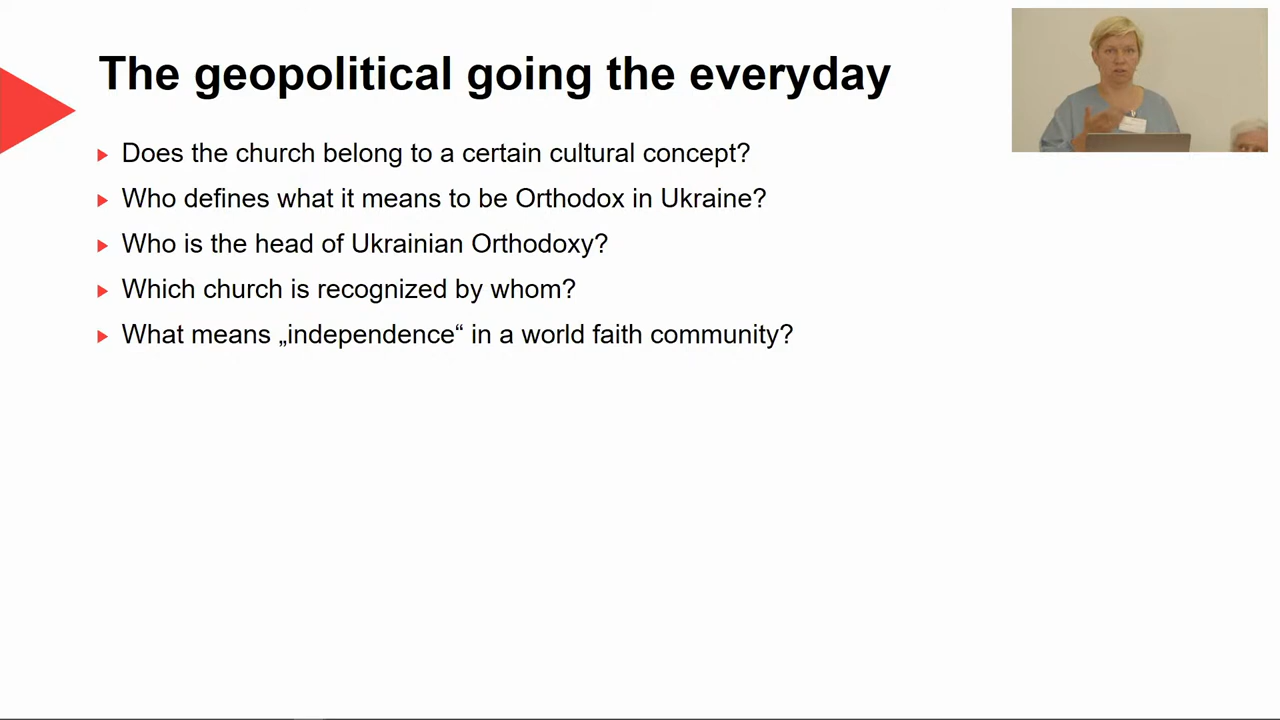 The geopolitical going the everyday
Does the church belong to a certain cultural concept?
Who defines what it means to be Orthodox in Ukraine?
Who is the head of Ukrainian Orthodoxy?
Which church is recognized by whom?
What means „independence“ in a world faith community?